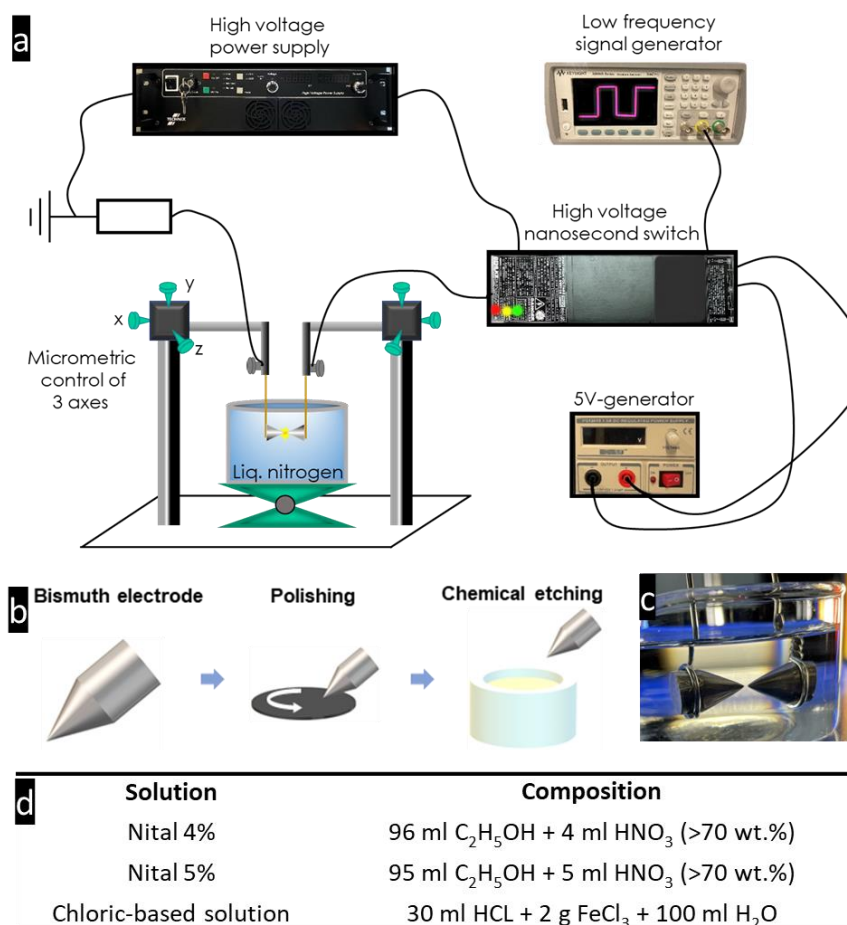 a
High voltage
power supply
Low frequency
signal generator
High voltage
nanosecond switch
y
x
z
Micrometric
control of
3 axes
Liq. nitrogen
5V-generator
b
Bismuth electrode
Polishing
Chemical etching
c
d
Solution Composition
Nital 4% 96 ml C₂H₅OH + 4 ml HNO₃ (>70 wt.%)
Nital 5% 95 ml C₂H₅OH + 5 ml HNO₃ (>70 wt.%)
Chloric-based solution 30 ml HCL + 2 g FeCl₃ + 100 ml H₂O